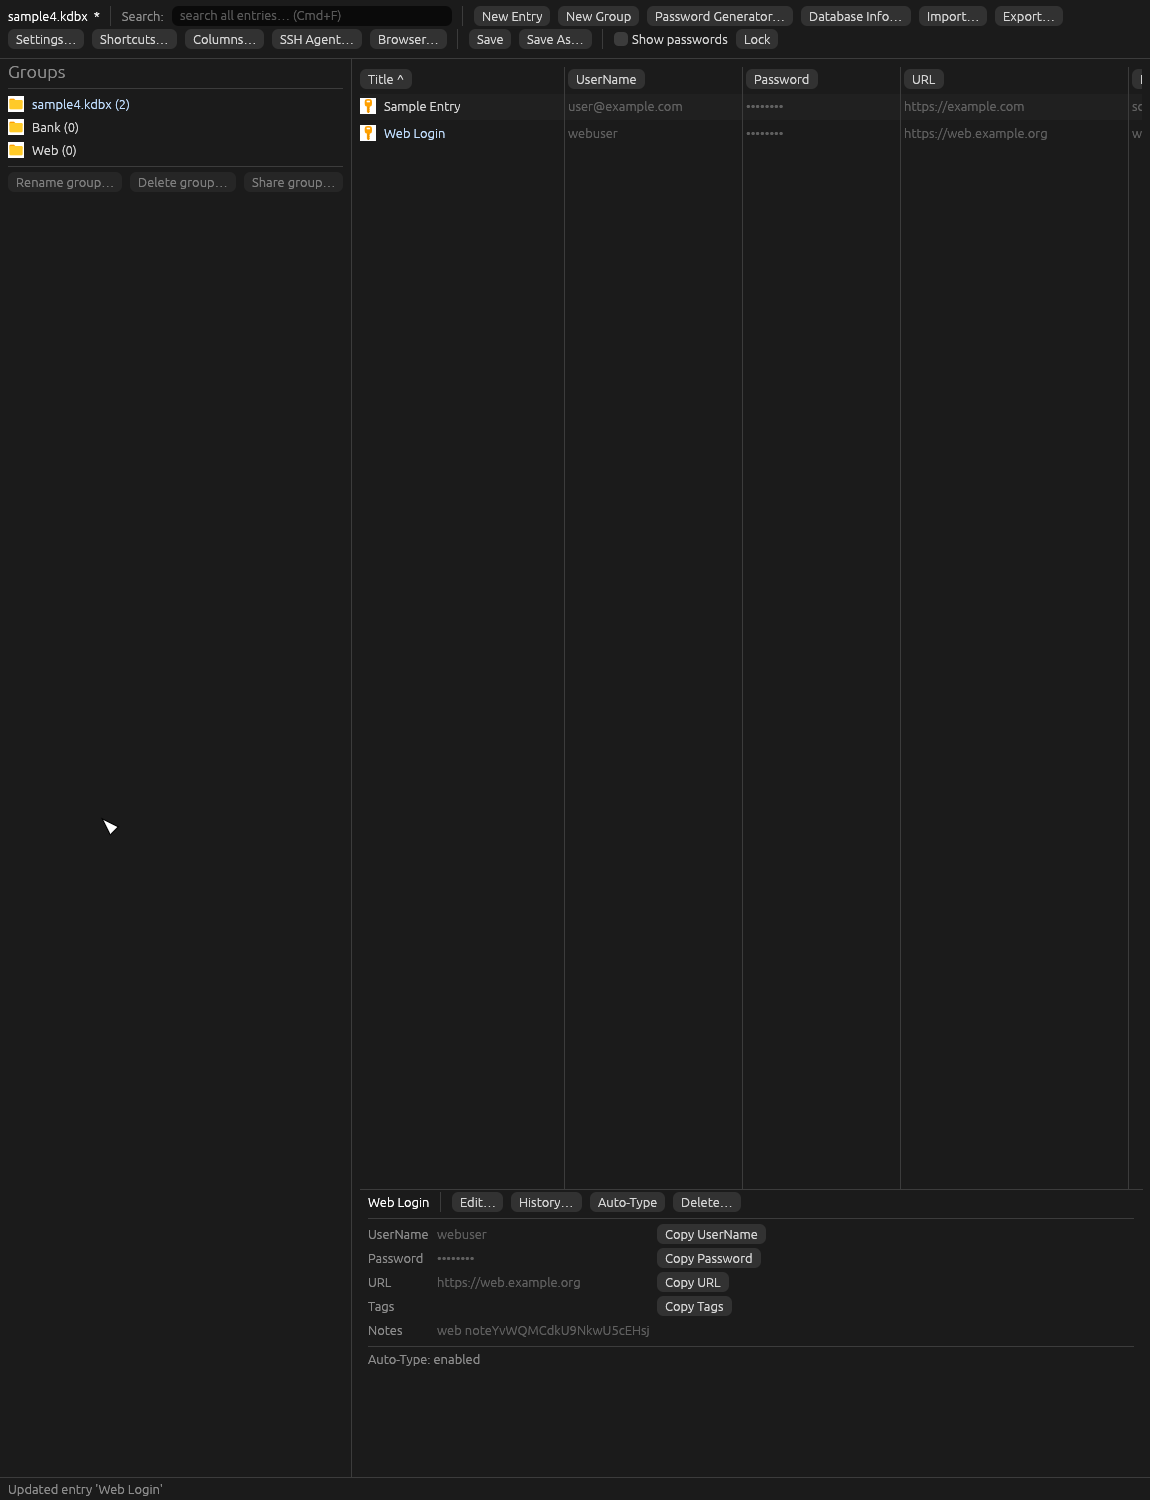 sample4.kdbx * Search: search all entries... (Cmd+F) New Entry New Group Password Generator... Database Info... Import... Export...
Settings... Shortcuts... Columns... SSH Agent... Browser... Save Save As... Show passwords Lock
Groups
sample4.kdbx (2)
Bank (0)
Web (0)
Rename group... Delete group... Share group...
Title ^ UserName Password URL
Sample Entry user@example.com •••••••• https://example.com
Web Login webuser •••••••• https://web.example.org
Web Login Edit... History... Auto-Type Delete...
UserName webuser Copy UserName
Password •••••••• Copy Password
URL https://web.example.org Copy URL
Tags Copy Tags
Notes web noteYvWQMCdkU9NkwU5cEHsj
Auto-Type: enabled
Updated entry 'Web Login'